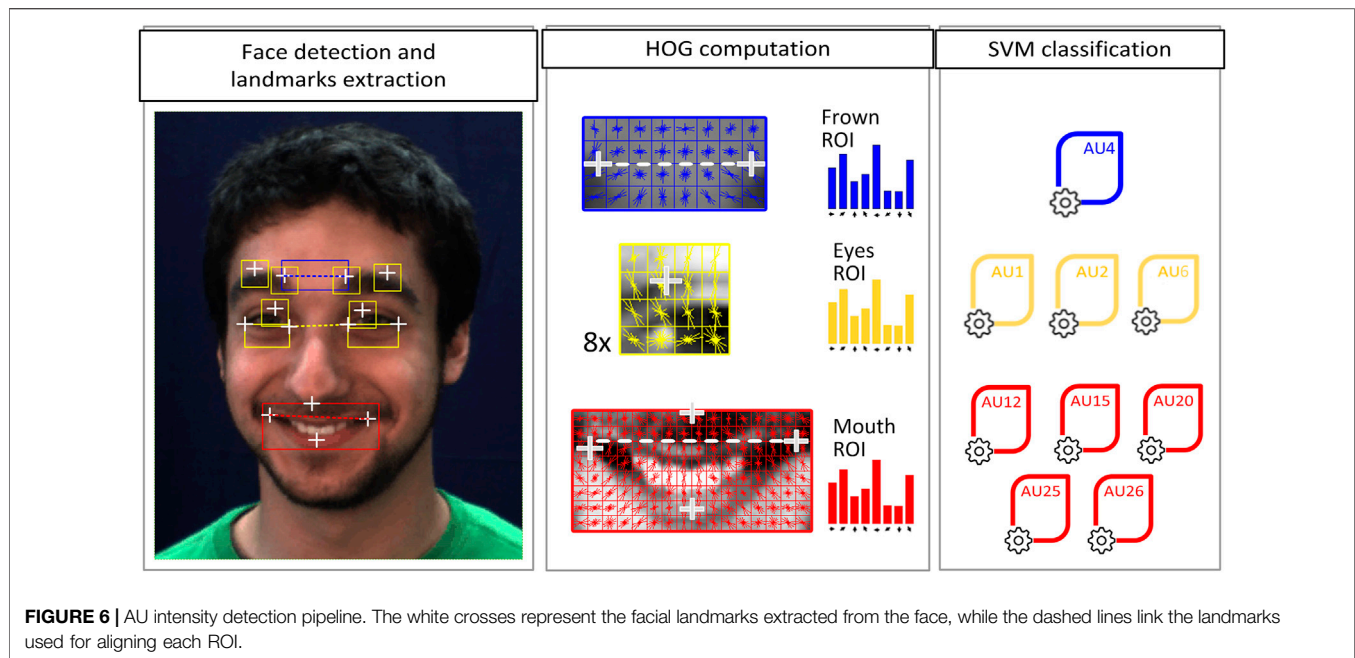 Face detection and
landmarks extraction
HOG computation
SVM classification
Frown
ROI
AU4
Eyes
ROI
8x
AU1
AU2
AU6
Mouth
ROI
AU12
AU15
AU20
AU25
AU26
FIGURE 6 | AU intensity detection pipeline. The white crosses represent the facial landmarks extracted from the face, while the dashed lines link the landmarks
used for aligning each ROI.